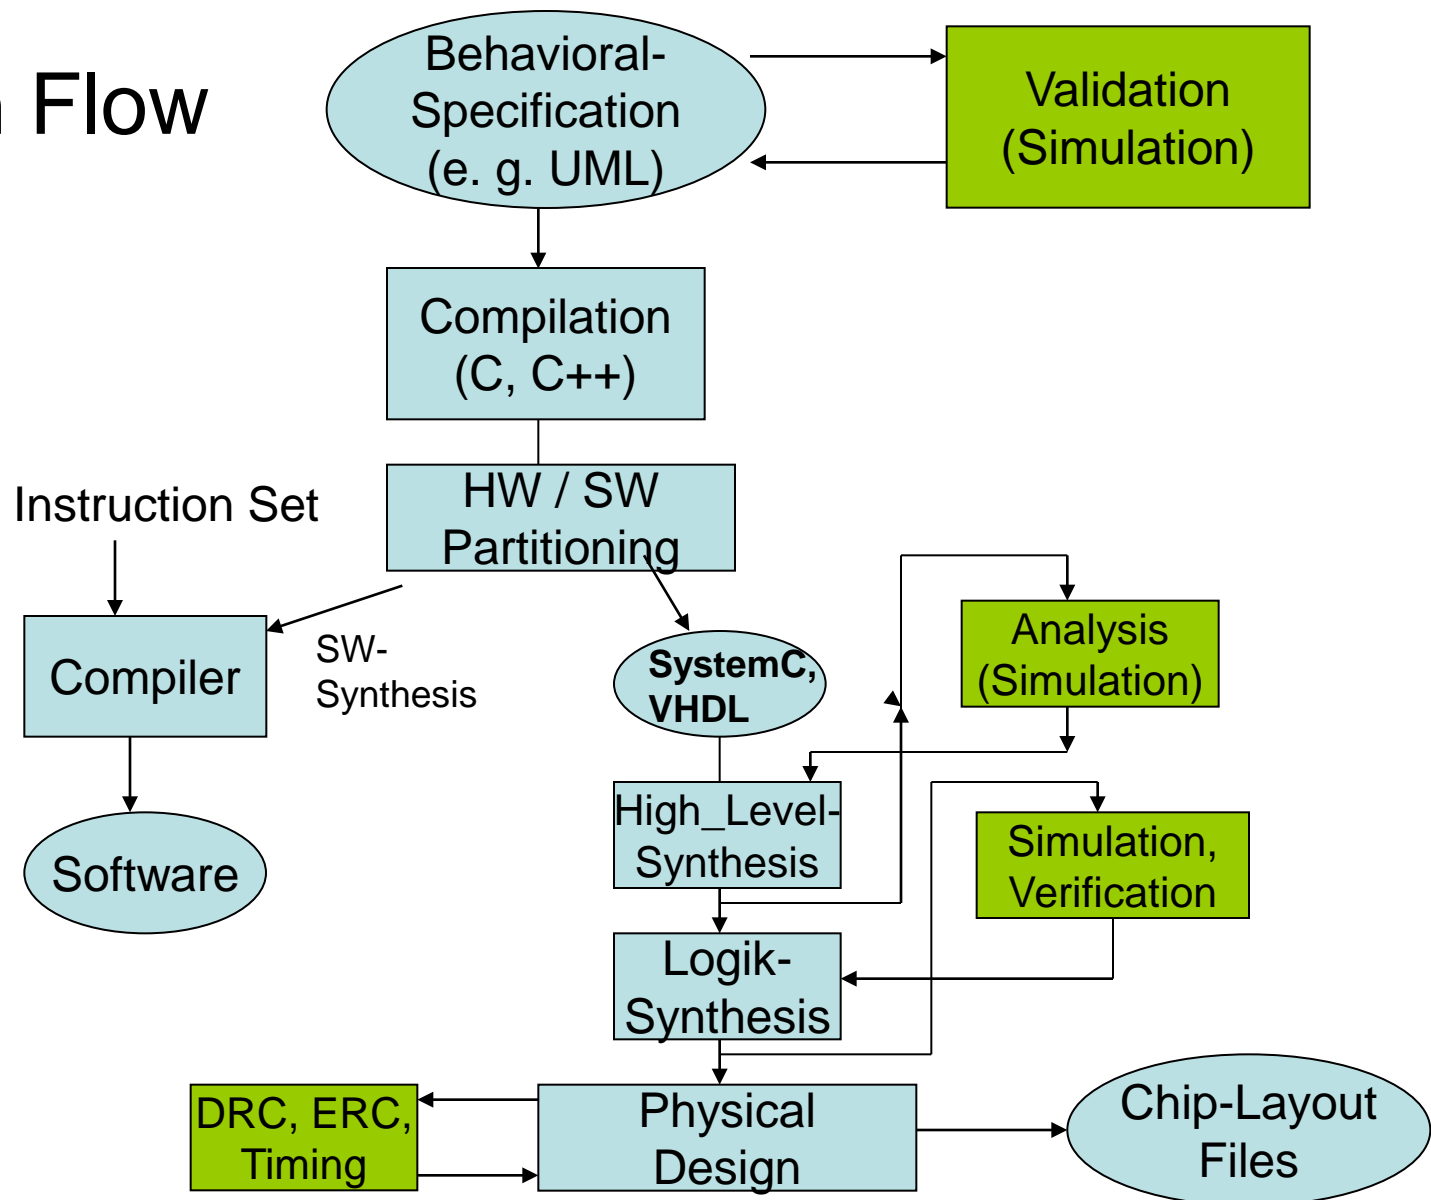 Flow
Behavioral-
Specification
(e. g. UML)
Validation
(Simulation)
Compilation
(C, C++)
HW / SW
Partitioning
Instruction Set
Compiler
SW-
Synthesis
SystemC,
VHDL
Analysis
(Simulation)
High_Level-
Synthesis
Simulation,
Verification
Software
Logik-
Synthesis
DRC, ERC,
Timing
Physical
Design
Chip-Layout
Files